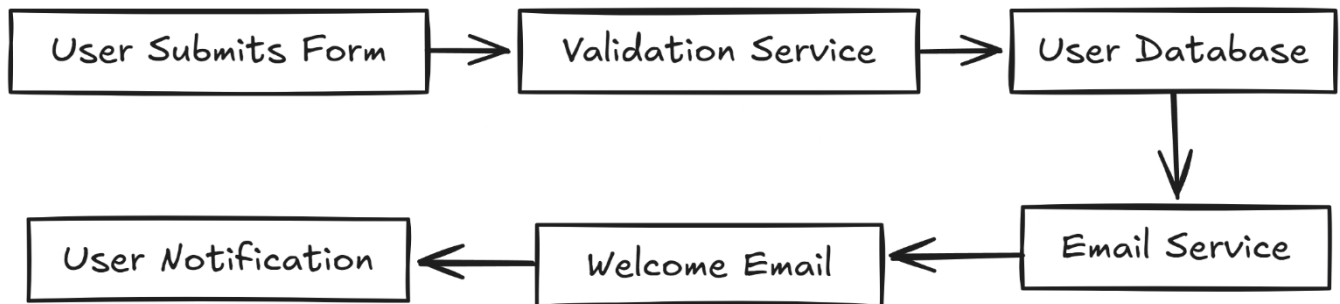 User Submits Form
Validation Service
User Database
Email Service
Welcome Email
User Notification